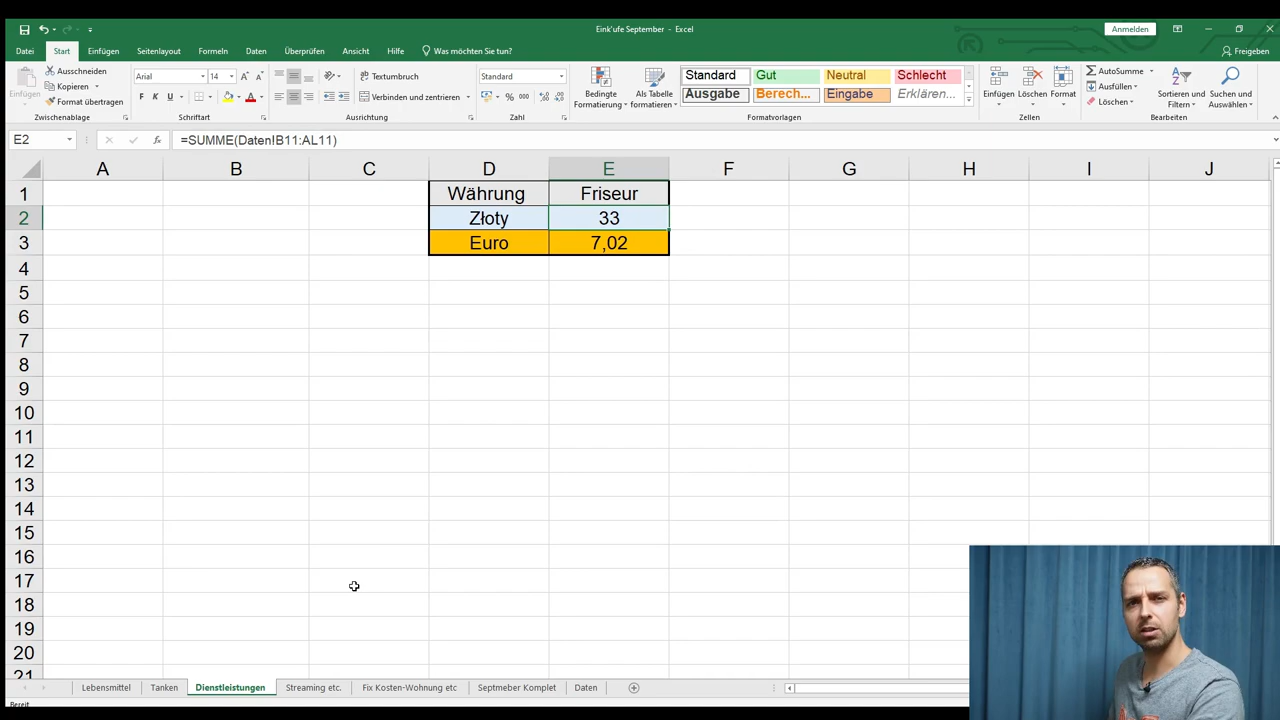 Eink'ufe September - Excel
Anmelden
Datei Start Einfügen Seitenlayout Formeln Daten Überprüfen Ansicht Hilfe Was möchten Sie tun? Freigeben
Einfügen
Ausschneiden
Kopieren
Format übertragen
Zwischenablage
Arial 14
F K U
Schriftart
Textumbruch
Verbinden und zentrieren
Ausrichtung
Standard
% 000
Zahl
Bedingte Formatierung
Als Tabelle formatieren
Standard Gut Neutral Schlecht
Ausgabe Berech... Eingabe Erklären...
Formatvorlagen
Einfügen Löschen Format
Zellen
AutoSumme
Ausfüllen
Löschen
Sortieren und Filtern
Suchen und Auswählen
Bearbeiten
E2 fx =SUMME(Daten!B11:AL11)
A B C D E F G H I J
1 Währung Friseur
2 Złoty 33
3 Euro 7,02
4
5
6
7
8
9
10
11
12
13
14
15
16
17
18
19
20
21
Lebensmittel Tanken Dienstleistungen Streaming etc. Fix Kosten-Wohnung etc Septmeber Komplet Daten
Bereit